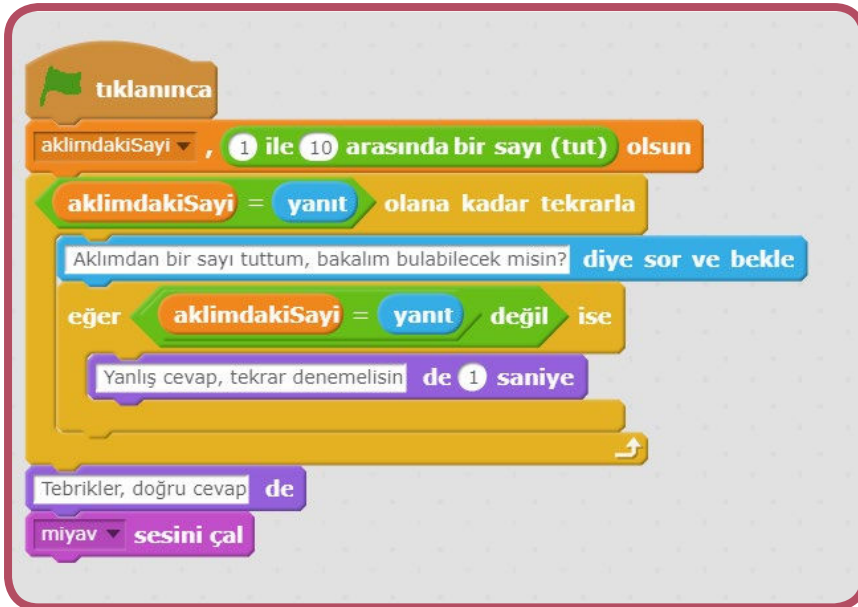 tıklanınca
aklimdakiSayi , 1 ile 10 arasında bir sayı (tut) olsun
aklimdakiSayi = yanıt olana kadar tekrarla
Aklımdan bir sayı tuttum, bakalım bulabilecek misin? diye sor ve bekle
eğer aklimdakiSayi = yanıt değil ise
Yanlış cevap, tekrar denemelisin de 1 saniye
Tebrikler, doğru cevap de
miyav sesini çal